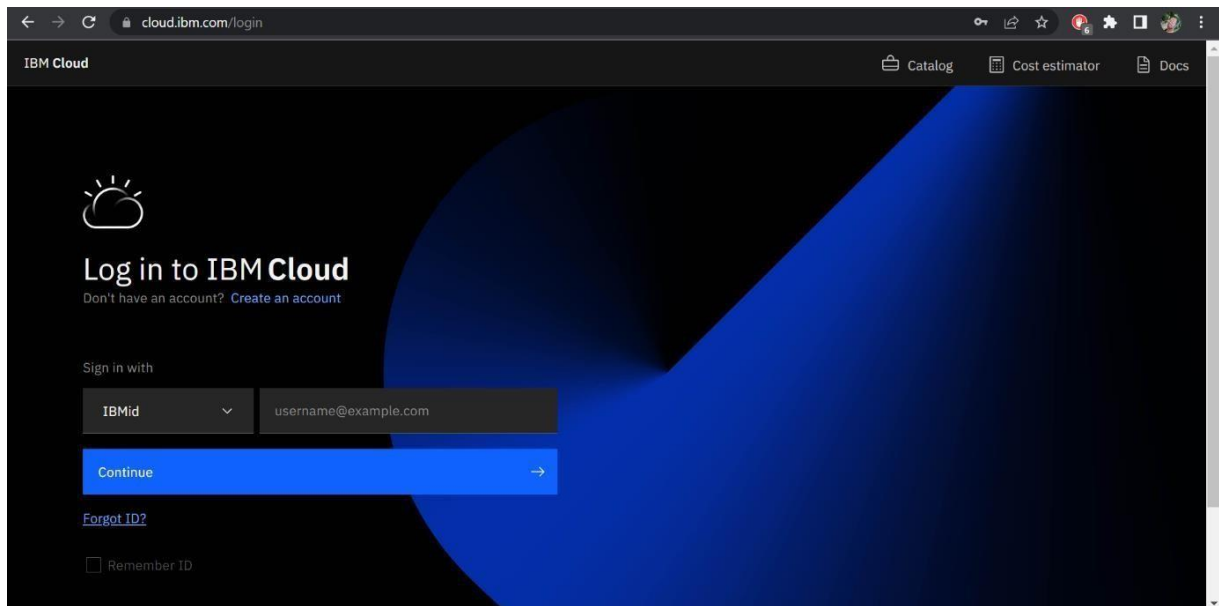 cloud.ibm.com/login
6
IBM Cloud Catalog Cost estimator Docs
Log in to IBM Cloud
Don't have an account? Create an account
Sign in with
IBMid username@example.com
Continue
Forgot ID?
Remember ID